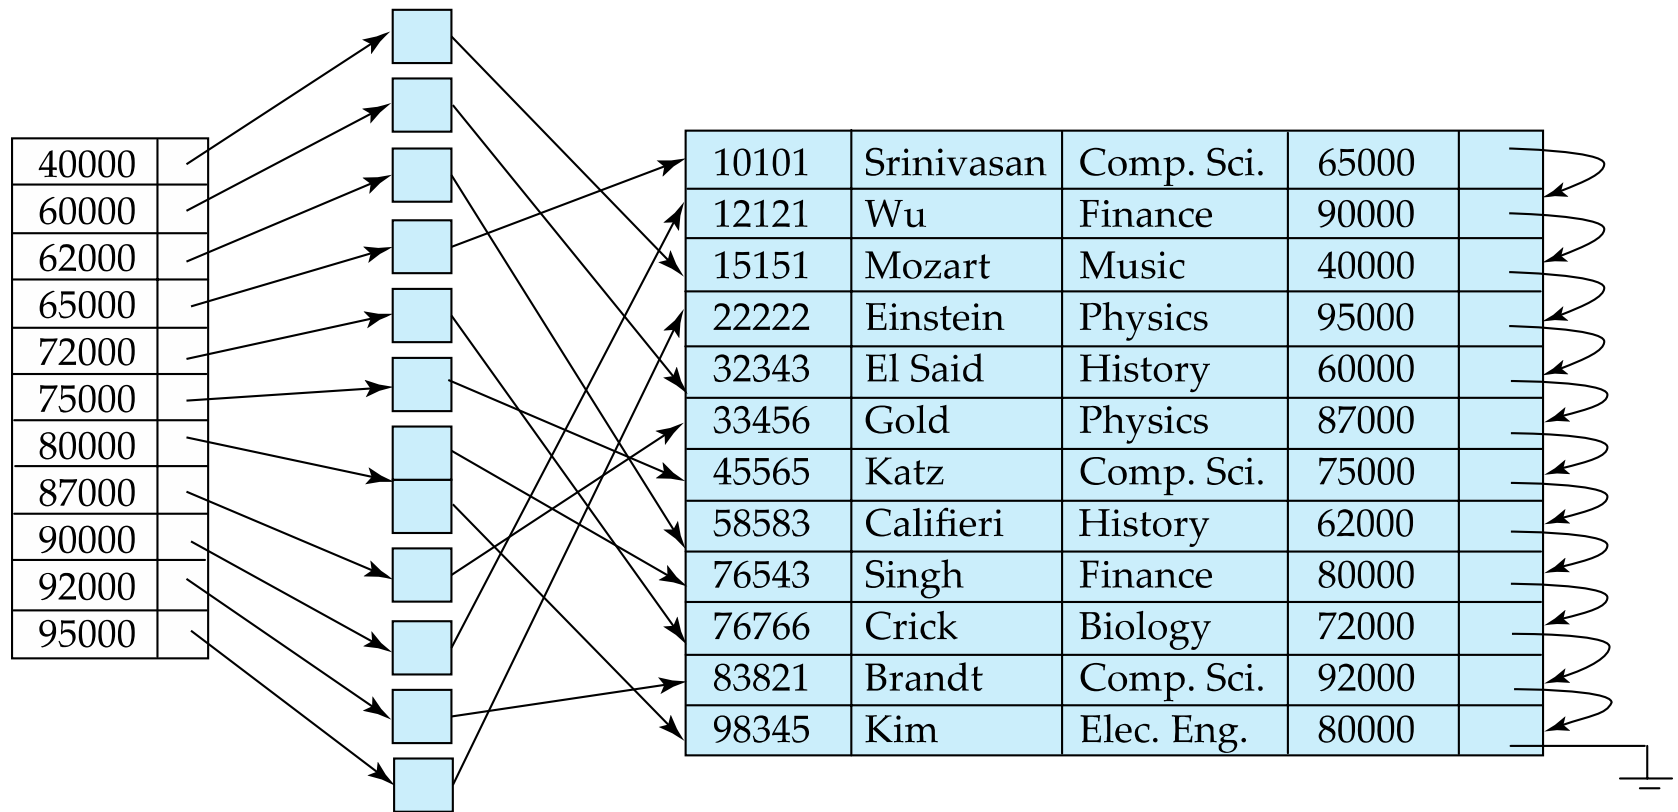 40000
60000
62000
65000
72000
75000
80000
87000
90000
92000
95000
10101 Srinivasan Comp. Sci. 65000
12121 Wu Finance 90000
15151 Mozart Music 40000
22222 Einstein Physics 95000
32343 El Said History 60000
33456 Gold Physics 87000
45565 Katz Comp. Sci. 75000
58583 Califieri History 62000
76543 Singh Finance 80000
76766 Crick Biology 72000
83821 Brandt Comp. Sci. 92000
98345 Kim Elec. Eng. 80000